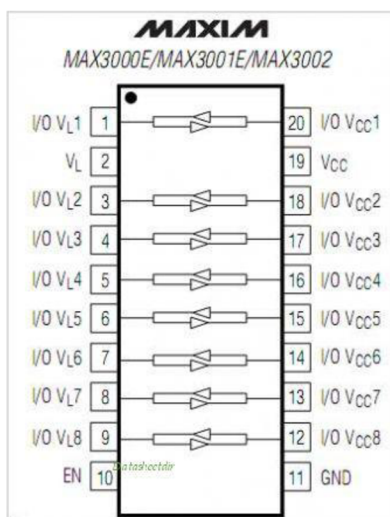 MAXIM
MAX3000E/MAX3001E/MAX3002
I/O VL1 1 20 I/O VCC1
VL 2 19 VCC
I/O VL2 3 18 I/O VCC2
I/O VL3 4 17 I/O VCC3
I/O VL4 5 16 I/O VCC4
I/O VL5 6 15 I/O VCC5
I/O VL6 7 14 I/O VCC6
I/O VL7 8 13 I/O VCC7
I/O VL8 9 12 I/O VCC8
EN 10 Datasheetdir 11 GND